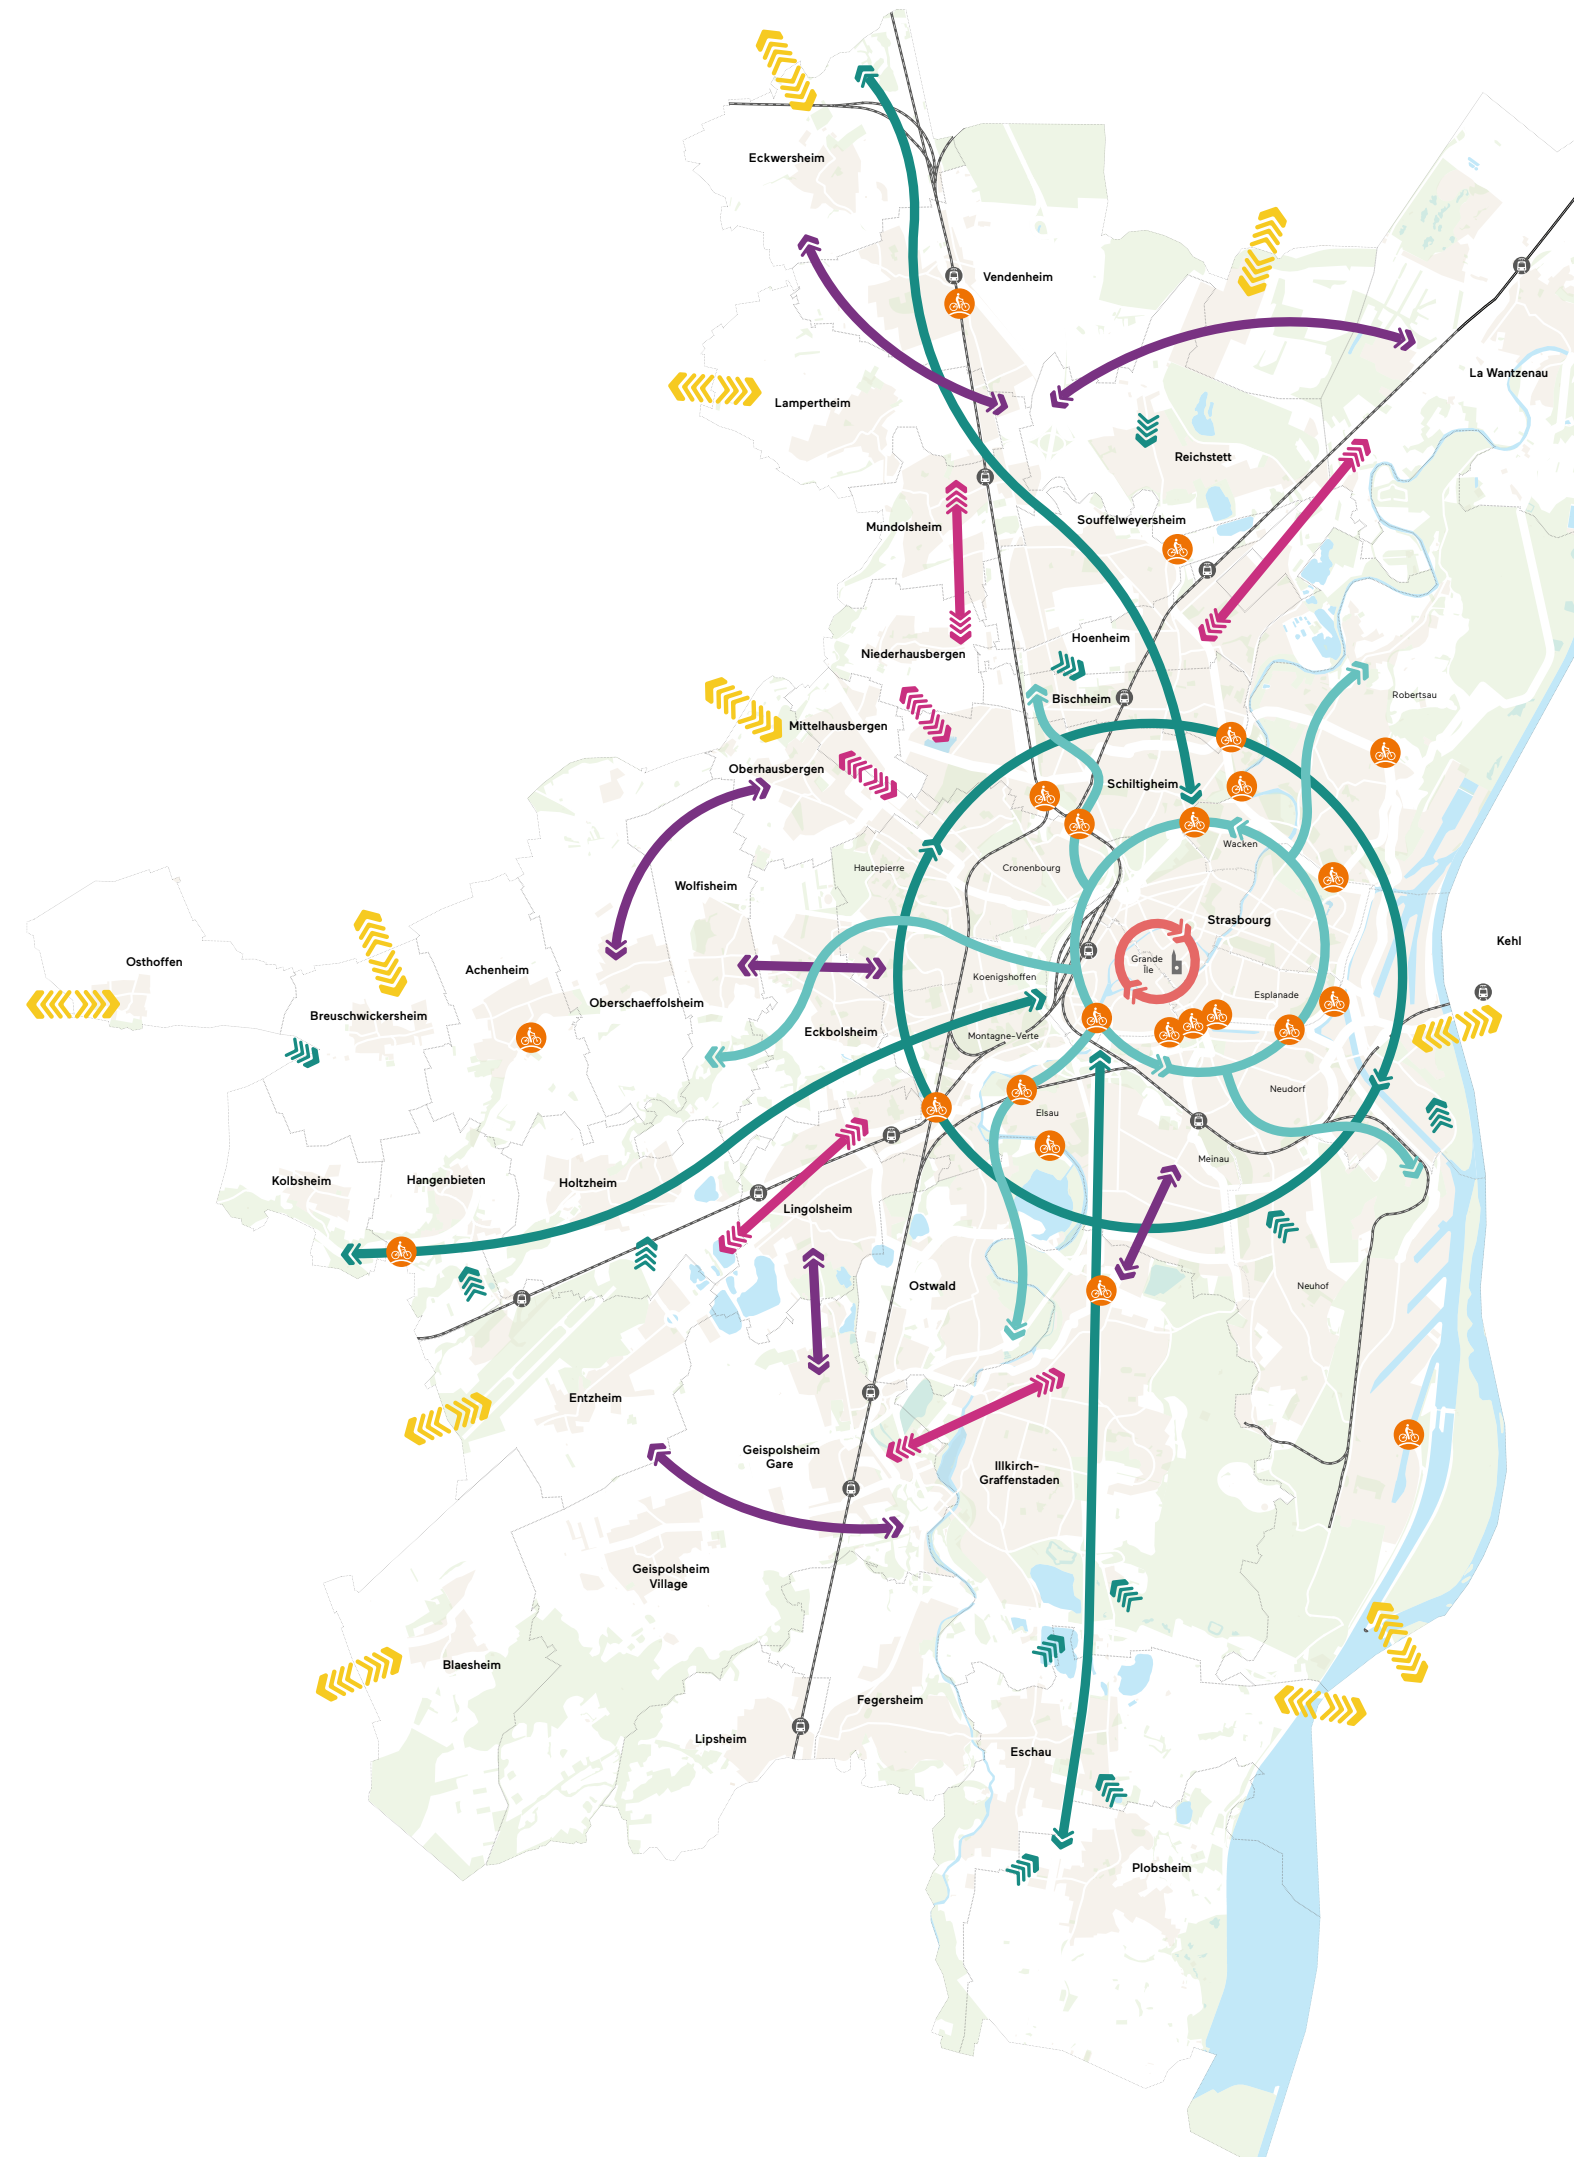 Eckwersheim
Vendenheim
La Wantzenau
Lampertheim
Reichstett
Souffelweyersheim
Mundolsheim
Hoenheim
Niederhausbergen
Robertsau
Bischheim
Mittelhausbergen
Oberhausbergen
Schiltigheim
Wacken
Hautepierre
Cronenbourg
Wolfisheim
Strasbourg
Kehl
Osthoffen
Grande
Île
Achenheim
Koenigshoffen
Esplanade
Oberschaeffolsheim
Breuschwickersheim
Eckbolsheim
Montagne-Verte
Neudorf
Elsau
Meinau
Kolbsheim
Hangenbieten
Holtzheim
Lingolsheim
Ostwald
Neuhof
Entzheim
Geispolsheim
Gare
Illkirch-
Graffenstaden
Geispolsheim
Village
Blaesheim
Fegersheim
Lipsheim
Eschau
Plobsheim